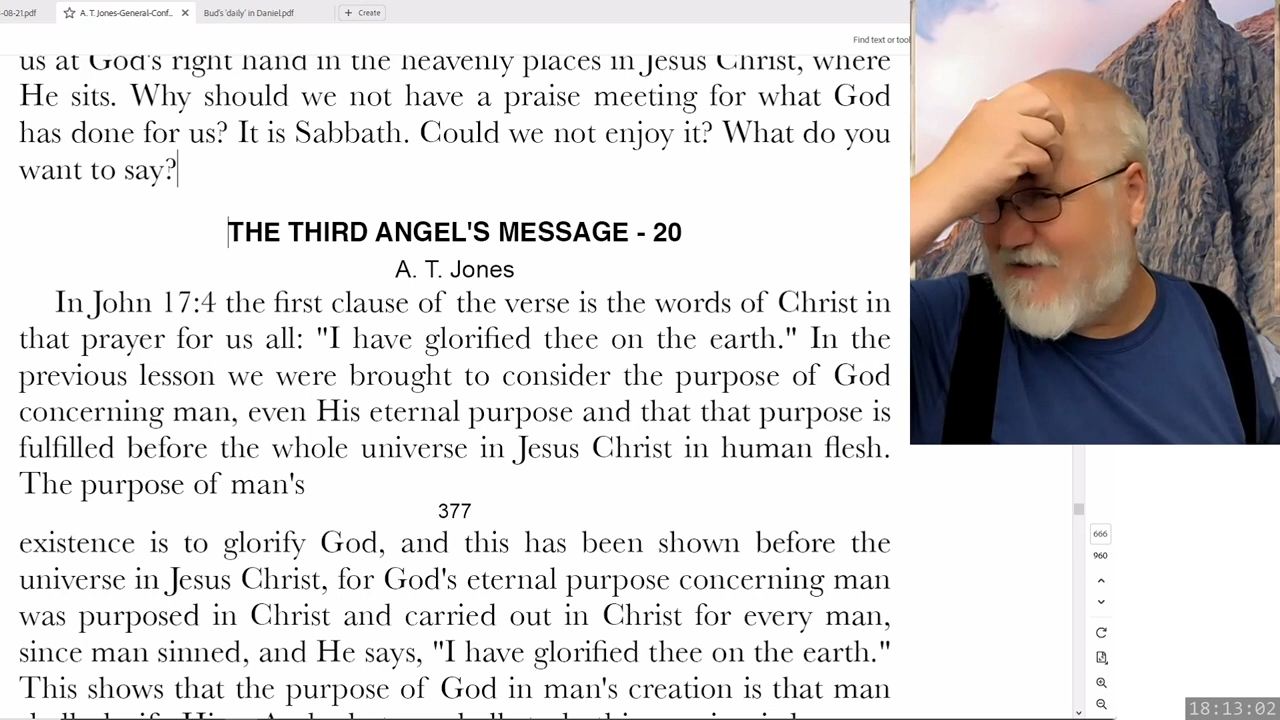 -08-21.pdf
A. T. Jones-General-Conf...
Bud's 'daily' in Daniel.pdf
+ Create
Find text or tool
us at God's right hand in the heavenly places in Jesus Christ, where
He sits. Why should we not have a praise meeting for what God
has done for us? It is Sabbath. Could we not enjoy it? What do you
want to say?
THE THIRD ANGEL'S MESSAGE - 20
A. T. Jones
In John 17:4 the first clause of the verse is the words of Christ in
that prayer for us all: "I have glorified thee on the earth." In the
previous lesson we were brought to consider the purpose of God
concerning man, even His eternal purpose and that that purpose is
fulfilled before the whole universe in Jesus Christ in human flesh.
The purpose of man's
377
existence is to glorify God, and this has been shown before the
universe in Jesus Christ, for God's eternal purpose concerning man
was purposed in Christ and carried out in Christ for every man,
since man sinned, and He says, "I have glorified thee on the earth."
This shows that the purpose of God in man's creation is that man
666
960
18:13:02